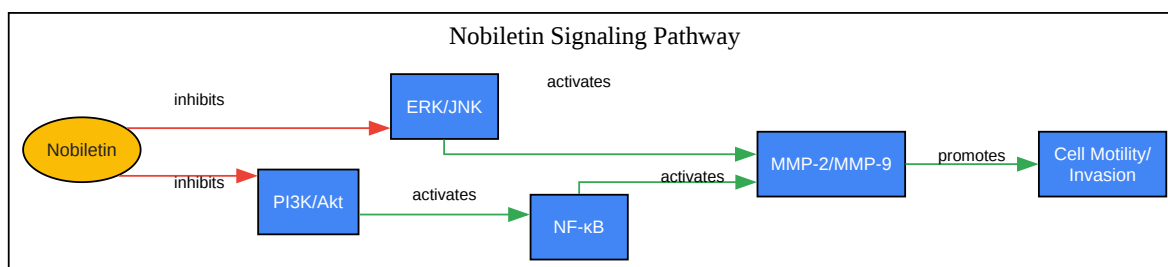 Nobiletin Signaling Pathway
inhibits
ERK/JNK
activates
Nobiletin
inhibits
PI3K/Akt
activates
NF-κB
activates
MMP-2/MMP-9
promotes
Cell Motility/
Invasion